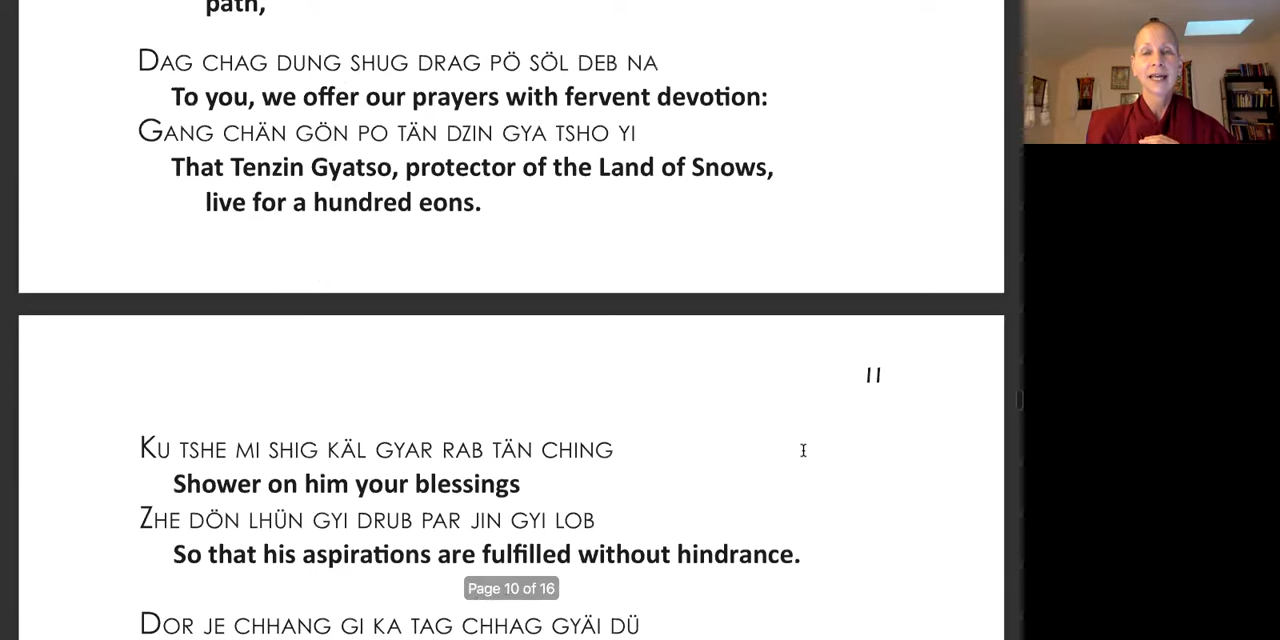 path,
DAG CHAG DUNG SHUG DRAG PÖ SÖL DEB NA
To you, we offer our prayers with fervent devotion:
GANG CHÄN GÖN PO TÄN DZIN GYA TSHO YI
That Tenzin Gyatso, protector of the Land of Snows,
live for a hundred eons.
11
KU TSHE MI SHIG KÄL GYAR RAB TÄN CHING
Shower on him your blessings
ZHE DÖN LHÜN GYI DRUB PAR JIN GYI LOB
So that his aspirations are fulfilled without hindrance.
Page 10 of 16
DOR JE CHHANG GI KA TAG CHHAG GYÄI DÜ